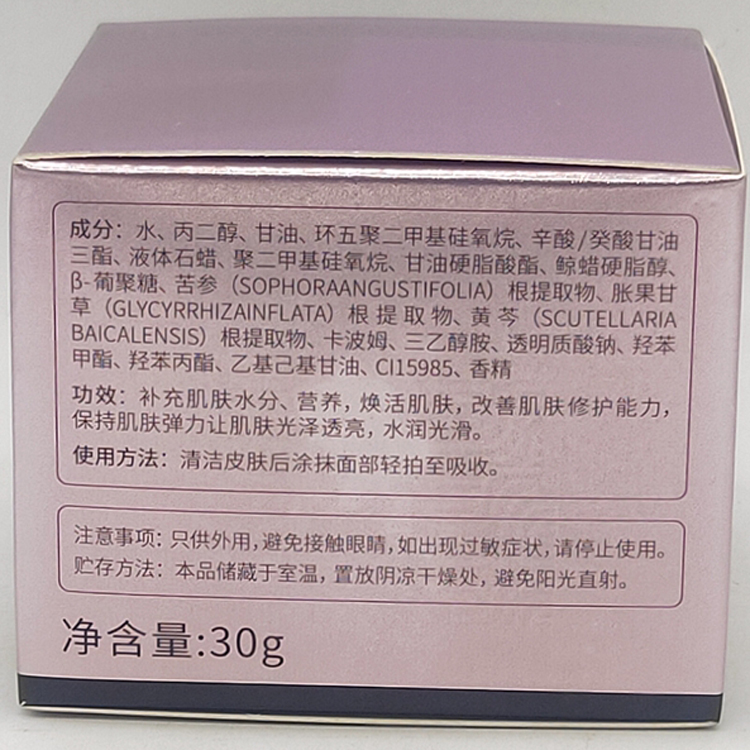 成分：水、丙二醇、甘油、环五聚二甲基硅氧烷、辛酸/癸酸甘油
三酯、液体石蜡、聚二甲基硅氧烷、甘油硬脂酸酯、鲸蜡硬脂醇、
β-葡聚糖、苦参（SOPHORAANGUSTIFOLIA）根提取物、胀果甘
草（GLYCYRRHIZAINFLATA）根提取物、黄芩（SCUTELLARIA
BAICALENSIS）根提取物、卡波姆、三乙醇胺、透明质酸钠、羟苯
甲酯、羟苯丙酯、乙基己基甘油、CI15985、香精
功效：补充肌肤水分、营养，焕活肌肤，改善肌肤修护能力，
保持肌肤弹力让肌肤光泽透亮，水润光滑。
使用方法：清洁皮肤后涂抹面部轻拍至吸收。
注意事项：只供外用，避免接触眼睛，如出现过敏症状，请停止使用。
贮存方法：本品储藏于室温，置放阴凉干燥处，避免阳光直射。
净含量:30g